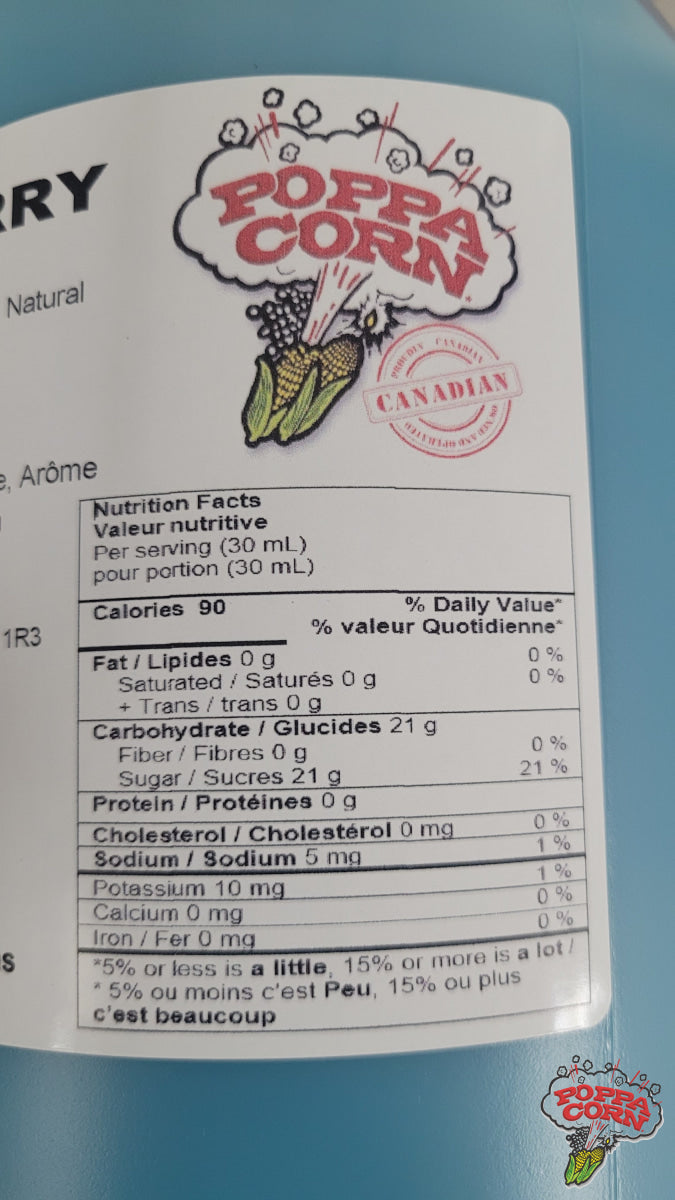 RRY
Natural
POPPA
CORN
PROUDLY CANADIAN
CANADIAN
OWNED AND OPERATED
e, Arôme
1R3
Nutrition Facts
Valeur nutritive
Per serving (30 mL)
pour portion (30 mL)
Calories 90
% Daily Value*
% valeur Quotidienne*
Fat / Lipides 0 g 0 %
Saturated / Saturés 0 g 0 %
+ Trans / trans 0 g
Carbohydrate / Glucides 21 g
Fiber / Fibres 0 g 0 %
Sugar / Sucres 21 g 21 %
Protein / Protéines 0 g
Cholesterol / Cholestérol 0 mg 0 %
Sodium / Sodium 5 mg 1 %
Potassium 10 mg 1 %
Calcium 0 mg 0 %
Iron / Fer 0 mg 0 %
*5% or less is a little, 15% or more is a lot /
* 5% ou moins c'est Peu, 15% ou plus
c'est beaucoup
s
POPPA
CORN